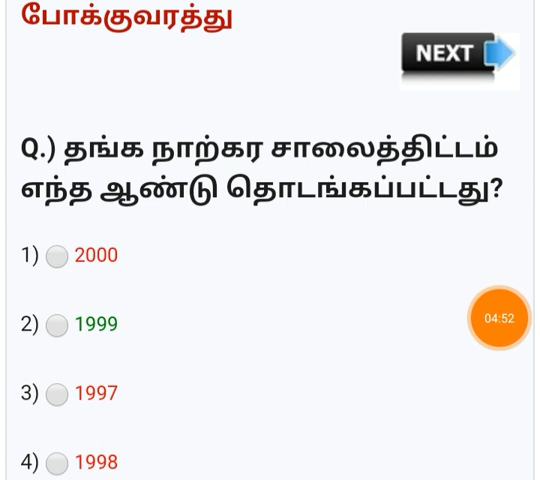 போக்குவரத்து
NEXT
Q.) தங்க நாற்கர சாலைத்திட்டம்
எந்த ஆண்டு தொடங்கப்பட்டது?
1) 2000
2) 1999
04:52
3) 1997
4) 1998